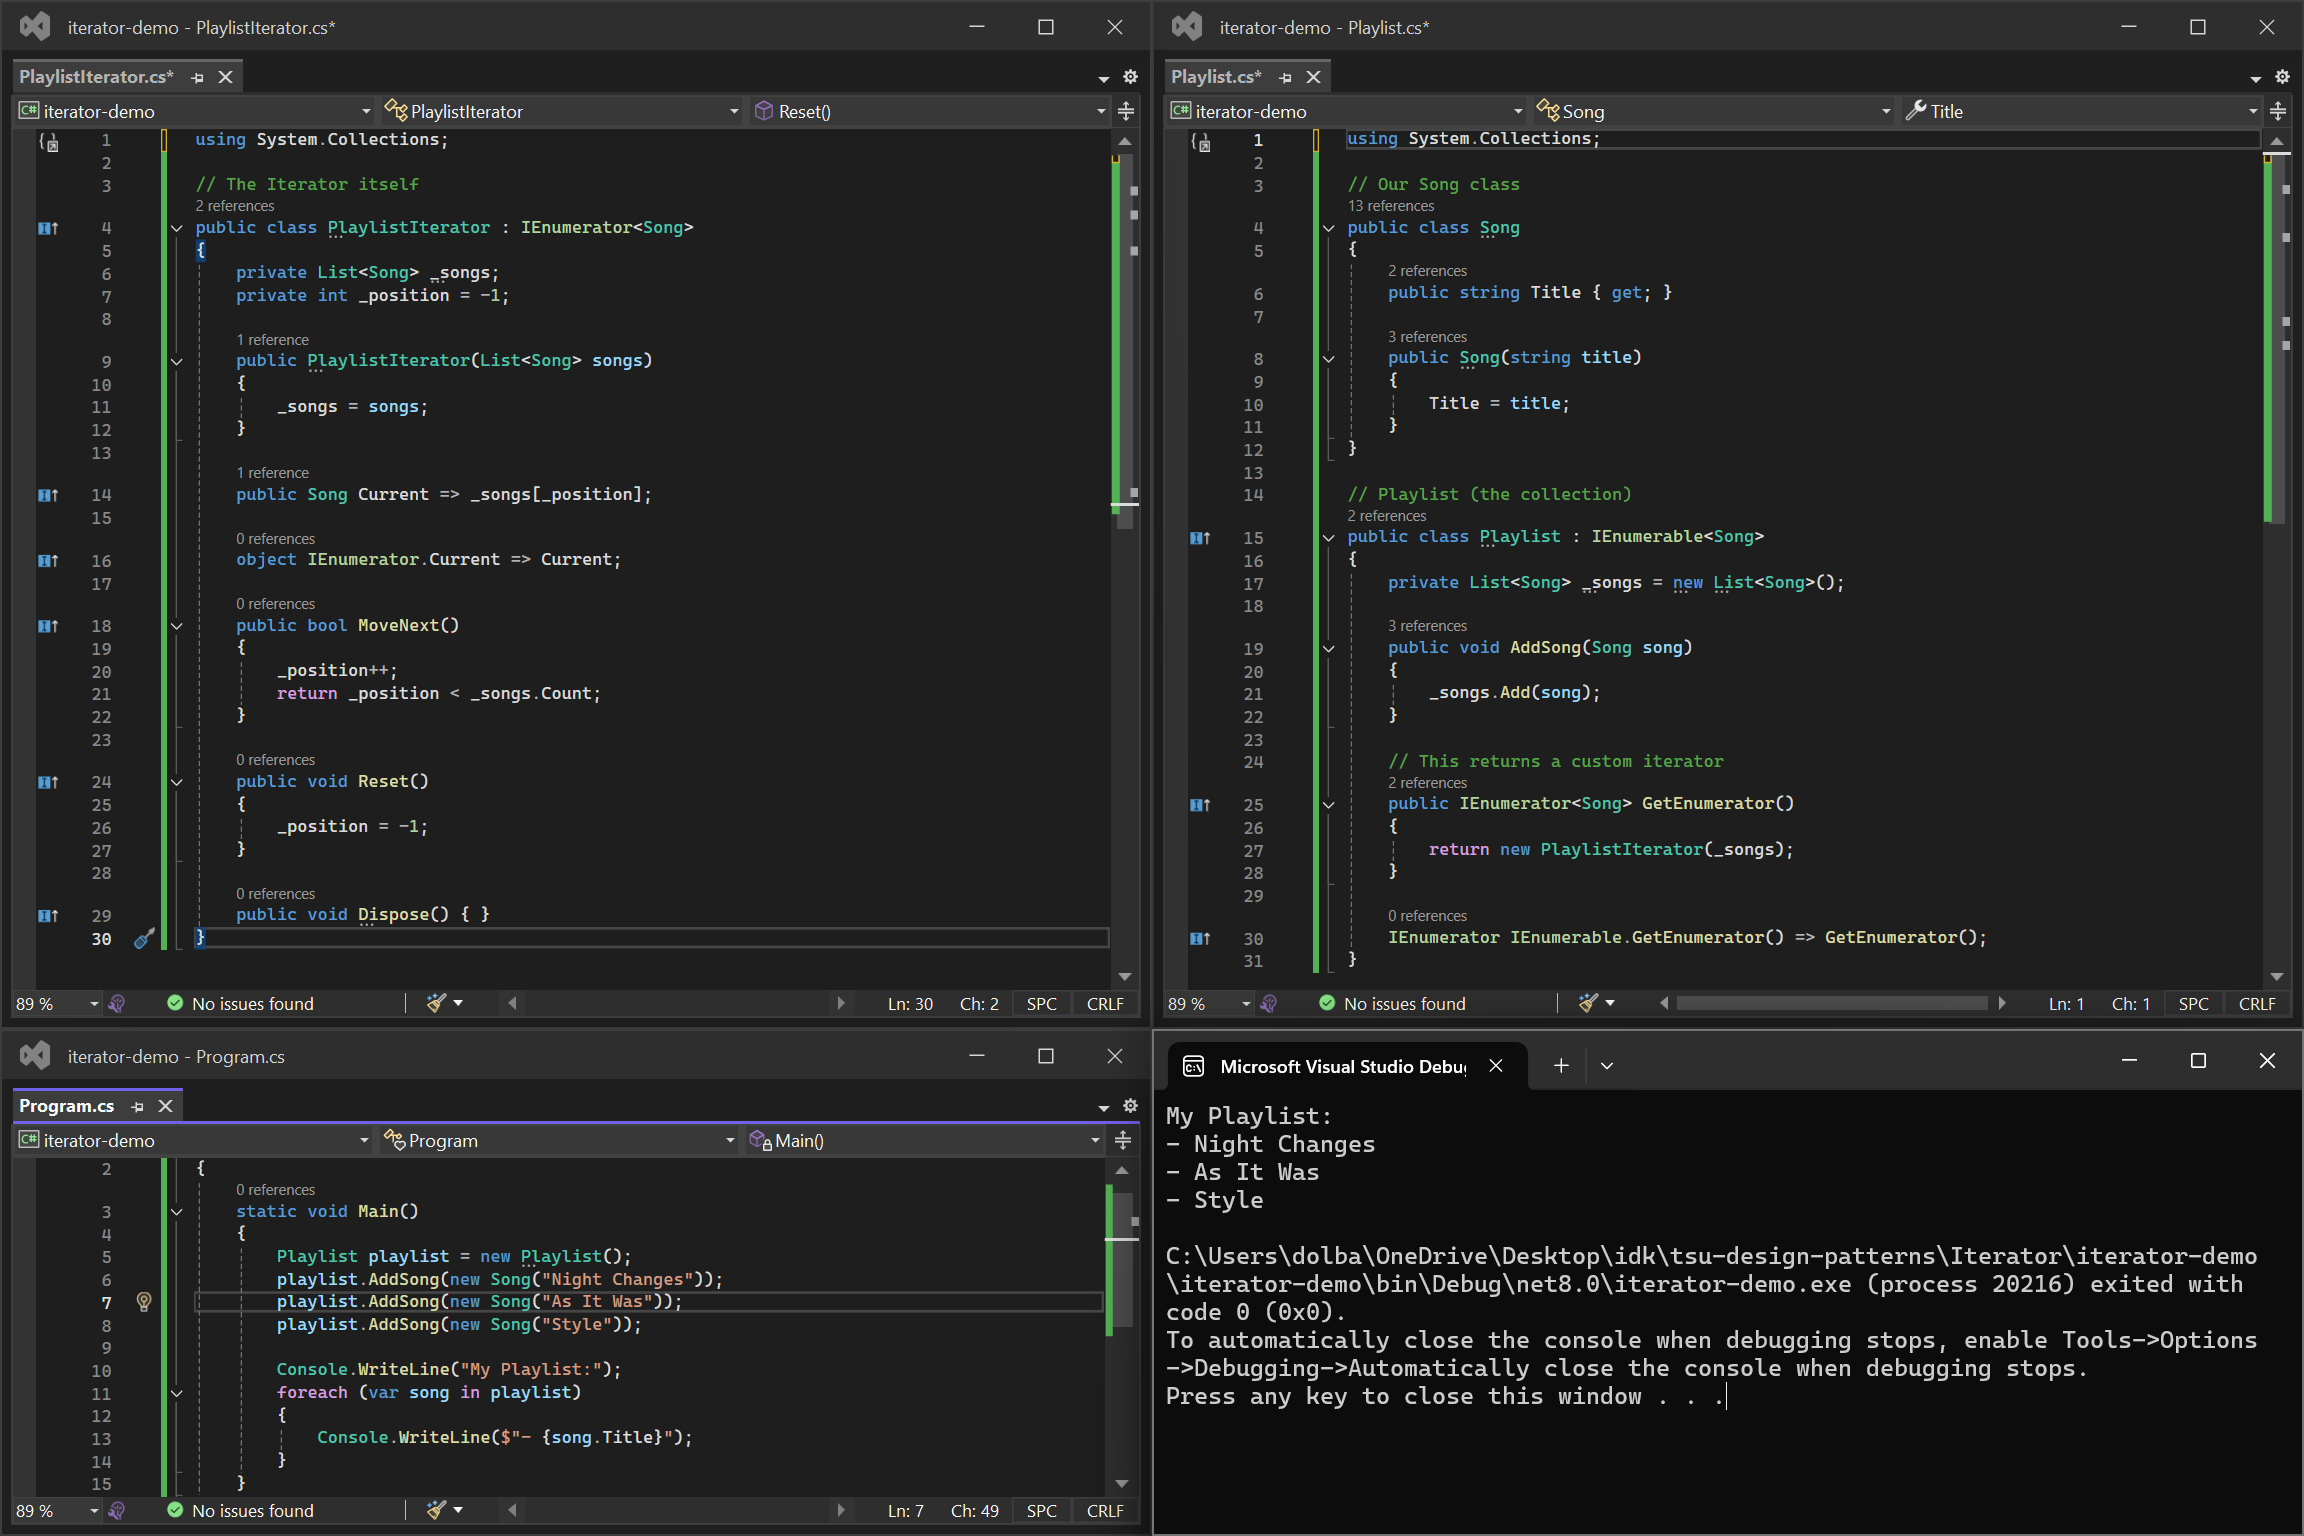 iterator-demo - PlaylistIterator.cs*
PlaylistIterator.cs*
C# iterator-demo
PlaylistIterator
Reset()
1 using System.Collections;
2
3 // The Iterator itself
2 references
4 public class PlaylistIterator : IEnumerator<Song>
5 {
6 private List<Song> _songs;
7 private int _position = -1;
8
1 reference
9 public PlaylistIterator(List<Song> songs)
10 {
11 _songs = songs;
12 }
13
1 reference
14 public Song Current => _songs[_position];
15
0 references
16 object IEnumerator.Current => Current;
17
0 references
18 public bool MoveNext()
19 {
20 _position++;
21 return _position < _songs.Count;
22 }
23
0 references
24 public void Reset()
25 {
26 _position = -1;
27 }
28
0 references
29 public void Dispose() { }
30 }
89 % No issues found Ln: 30 Ch: 2 SPC CRLF
iterator-demo - Playlist.cs*
Playlist.cs*
C# iterator-demo
Song
Title
1 using System.Collections;
2
3 // Our Song class
13 references
4 public class Song
5 {
2 references
6 public string Title { get; }
7
3 references
8 public Song(string title)
9 {
10 Title = title;
11 }
12 }
13
14 // Playlist (the collection)
2 references
15 public class Playlist : IEnumerable<Song>
16 {
17 private List<Song> _songs = new List<Song>();
18
3 references
19 public void AddSong(Song song)
20 {
21 _songs.Add(song);
22 }
23
24 // This returns a custom iterator
2 references
25 public IEnumerator<Song> GetEnumerator()
26 {
27 return new PlaylistIterator(_songs);
28 }
29
0 references
30 IEnumerator IEnumerable.GetEnumerator() => GetEnumerator();
31 }
89 % No issues found Ln: 1 Ch: 1 SPC CRLF
iterator-demo - Program.cs
Program.cs
C# iterator-demo
Program
Main()
2 {
0 references
3 static void Main()
4 {
5 Playlist playlist = new Playlist();
6 playlist.AddSong(new Song("Night Changes"));
7 playlist.AddSong(new Song("As It Was"));
8 playlist.AddSong(new Song("Style"));
9
10 Console.WriteLine("My Playlist:");
11 foreach (var song in playlist)
12 {
13 Console.WriteLine($"- {song.Title}");
14 }
15 }
89 % No issues found Ln: 7 Ch: 49 SPC CRLF
Microsoft Visual Studio Debu
My Playlist:
- Night Changes
- As It Was
- Style
C:\Users\dolba\OneDrive\Desktop\idk\tsu-design-patterns\Iterator\iterator-demo
\iterator-demo\bin\Debug\net8.0\iterator-demo.exe (process 20216) exited with
code 0 (0x0).
To automatically close the console when debugging stops, enable Tools->Options
->Debugging->Automatically close the console when debugging stops.
Press any key to close this window . . .